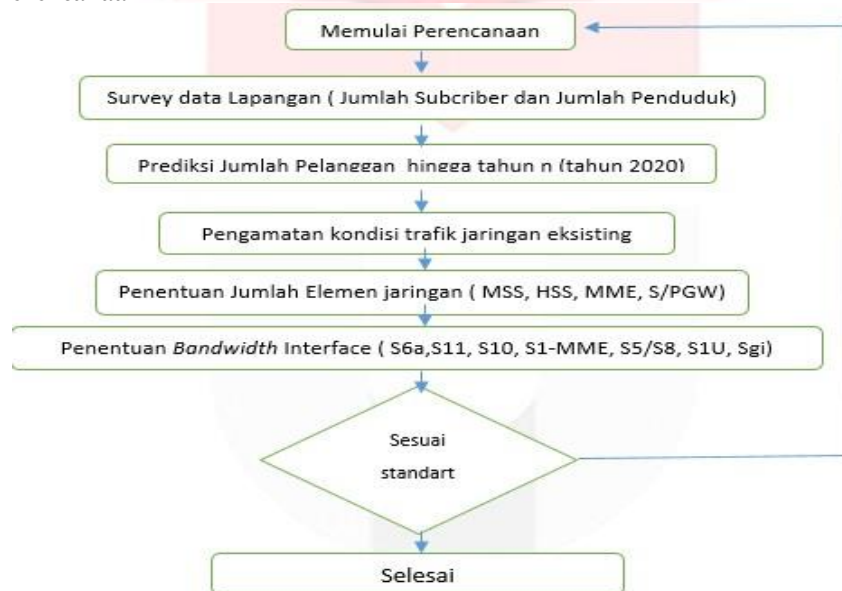 Memulai Perencanaan
Survey data Lapangan ( Jumlah Subcriber dan Jumlah Penduduk)
Prediksi Jumlah Pelanggan hingga tahun n (tahun 2020)
Pengamatan kondisi trafik jaringan eksisting
Penentuan Jumlah Elemen jaringan ( MSS, HSS, MME, S/PGW)
Penentuan Bandwidth Interface ( S6a,S11, S10, S1-MME, S5/S8, S1U, Sgi)
Sesuai
standart
Selesai